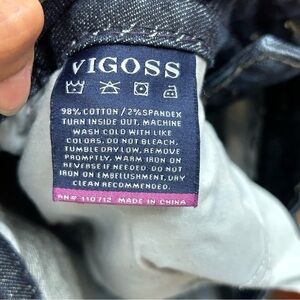 VIGOSS
98% COTTON / 2% SPANDEX
TURN INSIDE OUT, MACHINE
WASH COLD WITH LIKE
COLORS. DO NOT BLEACH,
TUMBLE DRY LOW, REMOVE
PROMPTLY. WARM IRON ON
REVERSE IF NEEDED. DO NOT
IRON ON EMBELLISHMENT, DRY
CLEAN RECOMMENDED.
RN# 110712 MADE IN CHINA